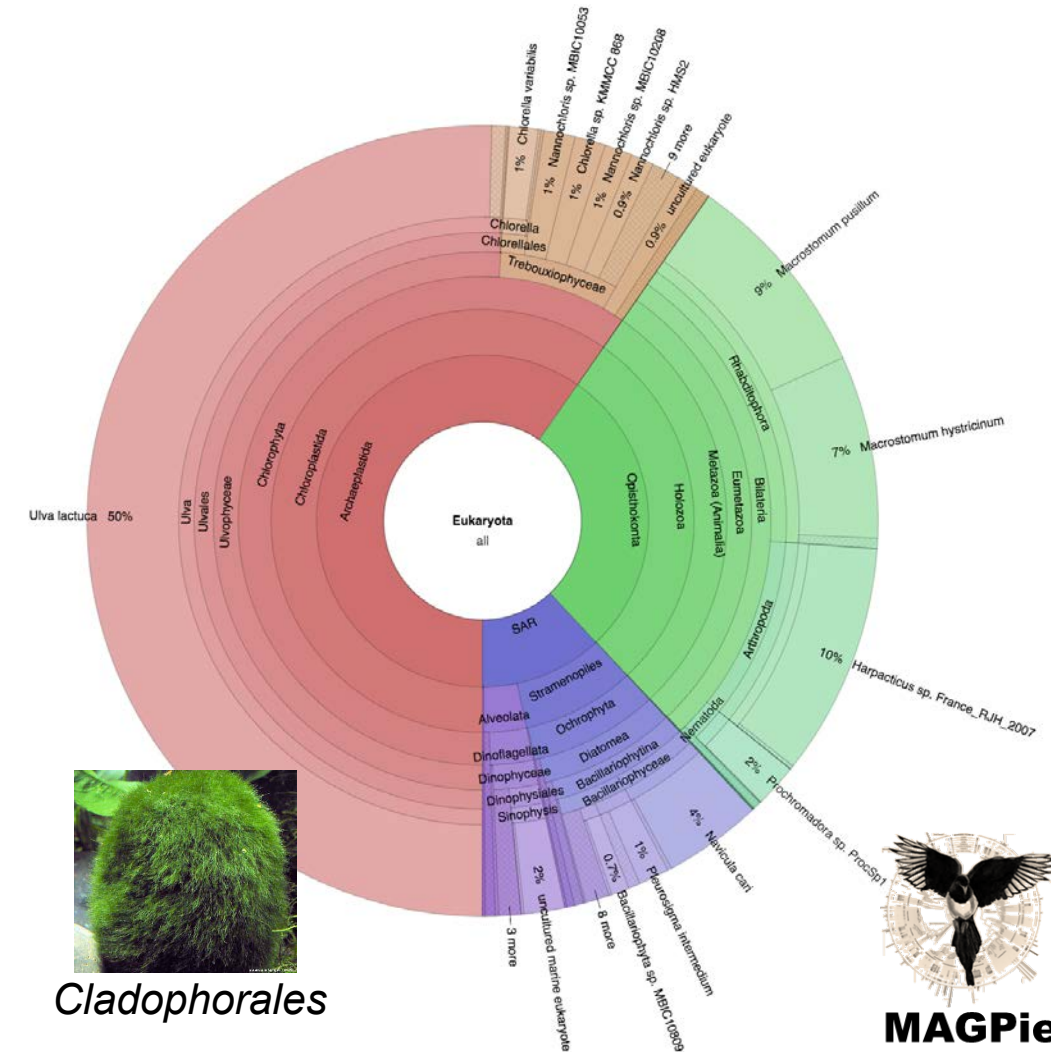 1% Chlorella variabilis
1% Nannochloris sp. MBIC10053
1% Chlorella sp. KMMCC 868
1% Nannochloris sp. MBIC10208
0.9% Nannochloris sp. HMS2
9 more
0.9% uncultured eukaryote
Chlorella
Chlorellales
Trebouxiophyceae
9% Macrostomum pusillum
7% Macrostomum hystricinum
10% Harpacticus sp. France_RJH_2007
2% Prochromadora sp. ProcSp1
Rhabditophora
Bilateria
Eumetazoa
Metazoa (Animalia)
Holozoa
Opisthokonta
Arthropoda
Nematoda
Ulva lactuca 50%
Ulva
Ulvales
Ulvophyceae
Chlorophyta
Chloroplastida
Archaeplastida
Eukaryota
all
SAR
Stramenopiles
Ochrophyta
Diatomea
Bacillariophytina
Bacillariophyceae
Alveolata
Dinoflagellata
Dinophyceae
Dinophysiales
Sinophysis
4% Navicula cari
1% Pleurosigma intermedium
0.7% Bacillariophyta sp. MBIC10809
8 more
2% uncultured marine eukaryote
3 more
Cladophorales
MAGPie